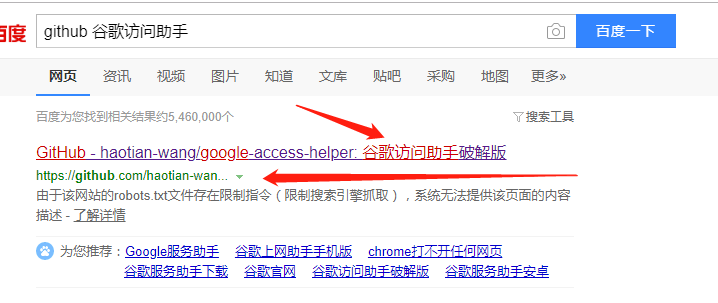 百度 github 谷歌访问助手 百度一下
网页 资讯 视频 图片 知道 文库 贴吧 采购 地图 更多»
百度为您找到相关结果约5,460,000个 搜索工具
GitHub - haotian-wang/google-access-helper: 谷歌访问助手破解版
https://github.com/haotian-wan...
由于该网站的robots.txt文件存在限制指令（限制搜索引擎抓取），系统无法提供该页面的内容
描述 - 了解详情
为您推荐： Google服务助手 谷歌上网助手手机版 chrome打不开任何网页
谷歌服务助手下载 谷歌官网 谷歌访问助手破解版 谷歌服务助手安卓